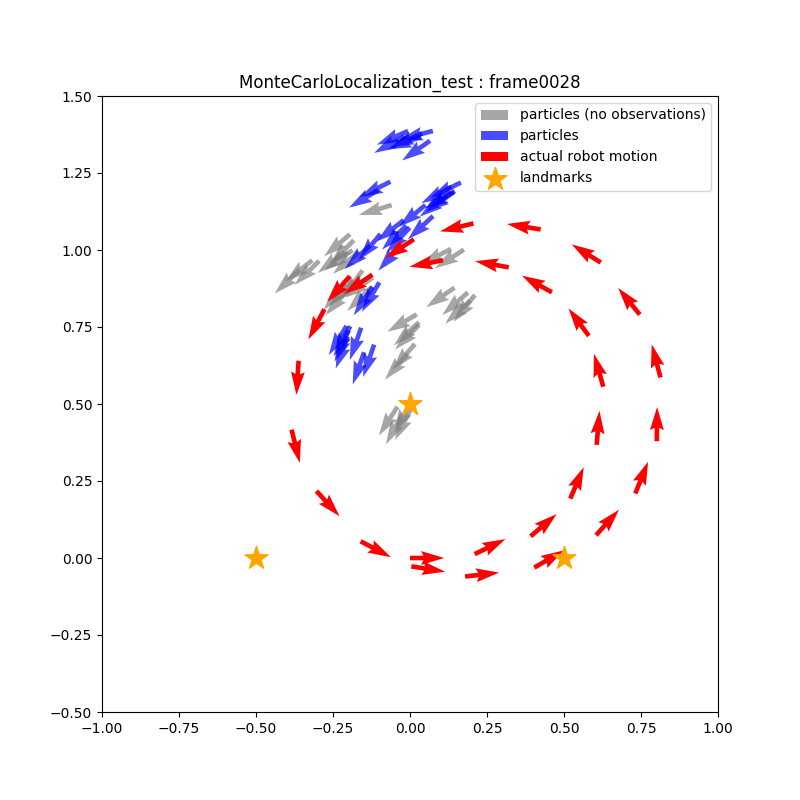 MonteCarloLocalization_test : frame0028
particles (no observations)
particles
actual robot motion
landmarks
1.50
1.25
1.00
0.75
0.50
0.25
0.00
−0.25
−0.50
−1.00 −0.75 −0.50 −0.25 0.00 0.25 0.50 0.75 1.00